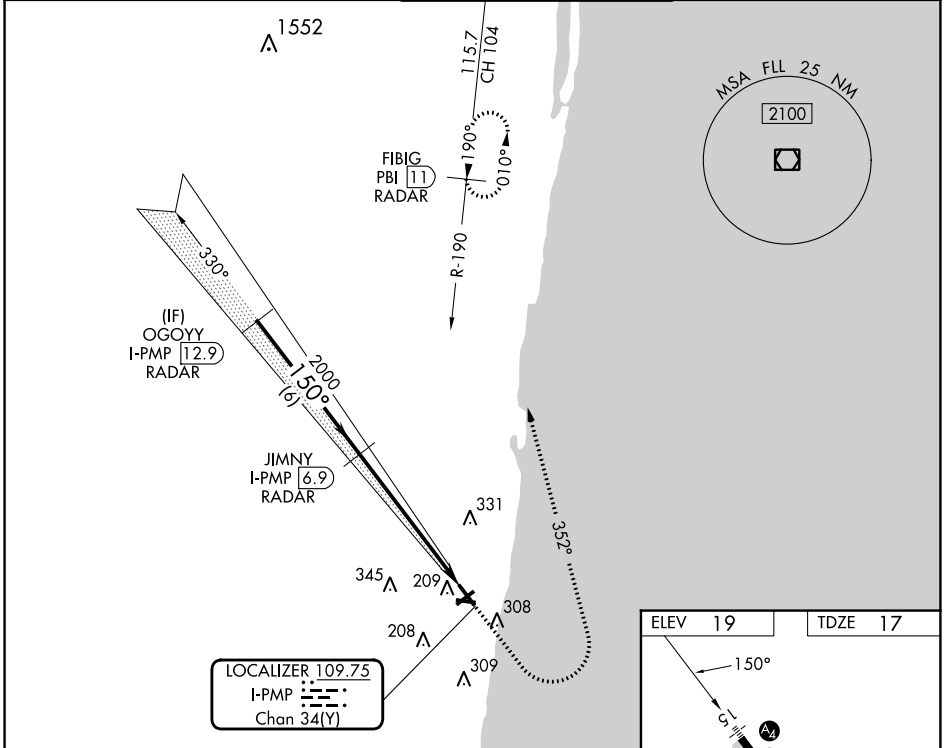 1552
115.7
CH 104
MSA FLL 25 NM
2100
190°
010°
FIBIG
PBI 11
RADAR
R-190
330°
(IF)
OGOYY
I-PMP 12.9
RADAR
2000
150°
(6)
JIMNY
I-PMP 6.9
RADAR
331
352°
345
209
308
208
309
LOCALIZER 109.75
I-PMP
Chan 34(Y)
ELEV 19
TDZE 17
150°
15
A4